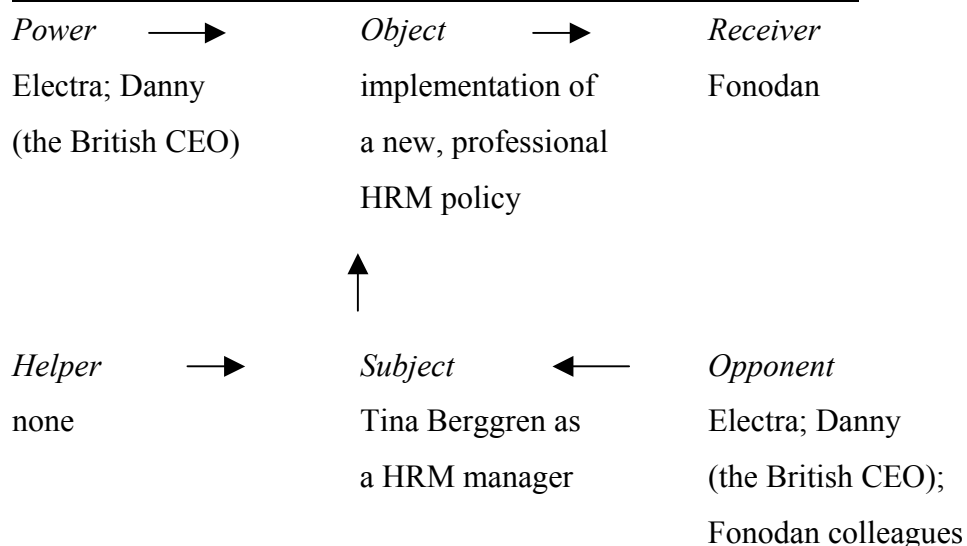 Power Object Receiver
Electra; Danny implementation of Fonodan
(the British CEO) a new, professional
HRM policy
Helper Subject Opponent
none Tina Berggren as Electra; Danny
a HRM manager (the British CEO);
Fonodan colleagues